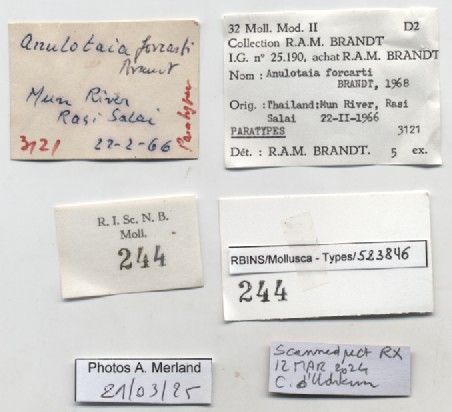 Anulotaia forcarti
Brandt
Mun River
Rasi Salai
3121
22-2-66
Paratypen
32 Moll. Mod. II D2
Collection R.A.M. BRANDT
I.G. n° 25.190, achat R.A.M. BRANDT
Nom : Anulotaia forcarti
BRANDT, 1968
Orig. :Thailand:Mun River, Rasi
Salai 22-II-1966
PARATYPES 3121
Dét. : R.A.M. BRANDT. 5 ex.
R. I. Sc. N. B.
Moll.
244
RBINS/Mollusca - Types/523846
244
Photos A. Merland
21/03/25
Scanned RX
12 MAR 2024
C. d'Udekem